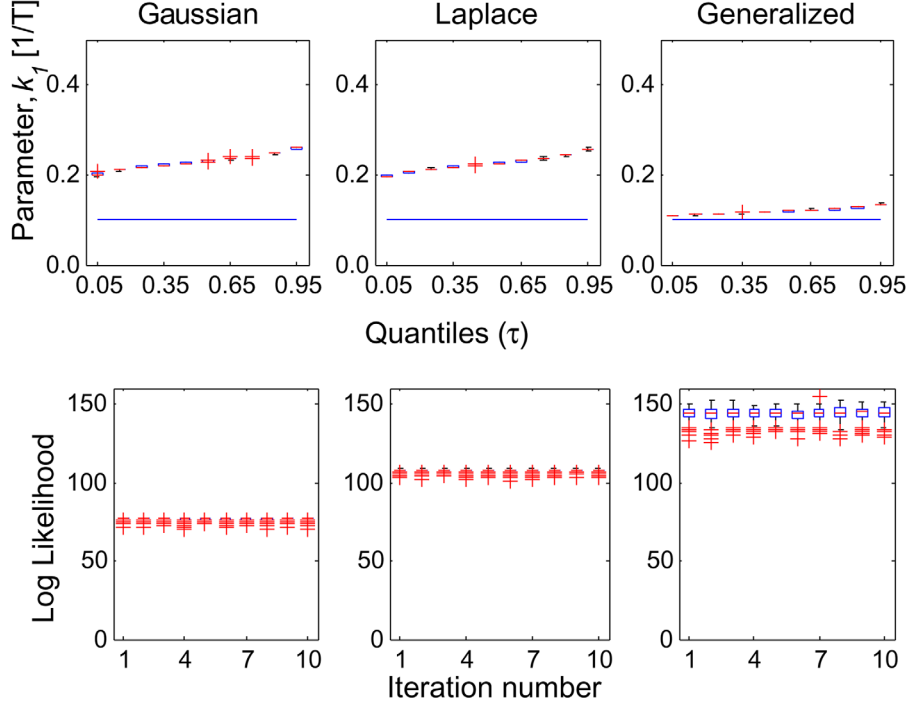 Gaussian Laplace Generalized
Parameter, k1 [1/T]
0.4 0.4 0.4
0.2 0.2 0.2
0.0 0.0 0.0
0.05 0.35 0.65 0.95 0.05 0.35 0.65 0.95 0.05 0.35 0.65 0.95
Quantiles (τ)
Log Likelihood
150 150 150
100 100 100
50 50 50
0 0 0
1 4 7 10 1 4 7 10 1 4 7 10
Iteration number